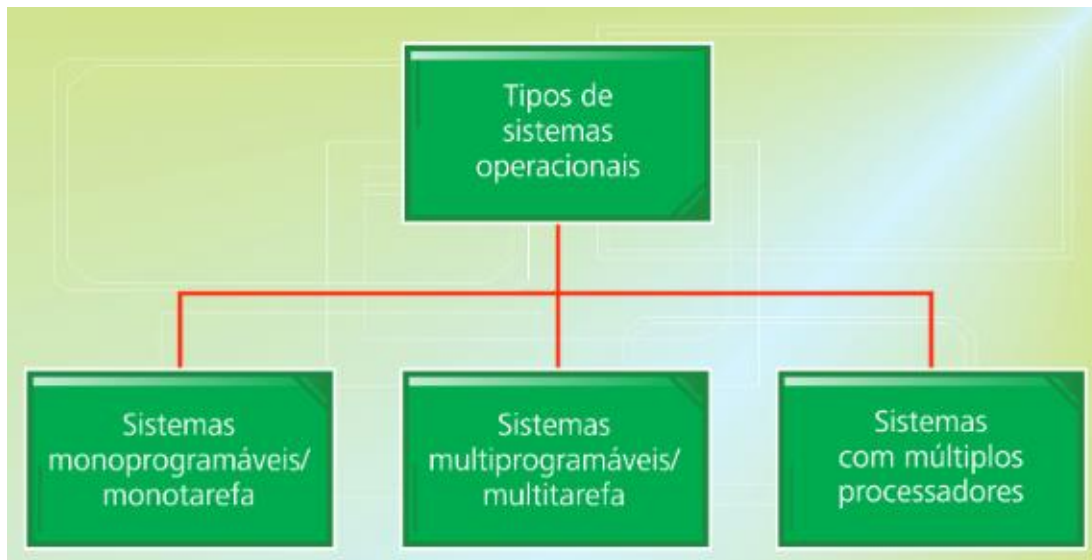 Tipos de
sistemas
operacionais
Sistemas
monoprogramáveis/
monotarefa
Sistemas
multiprogramáveis/
multitarefa
Sistemas
com múltiplos
processadores